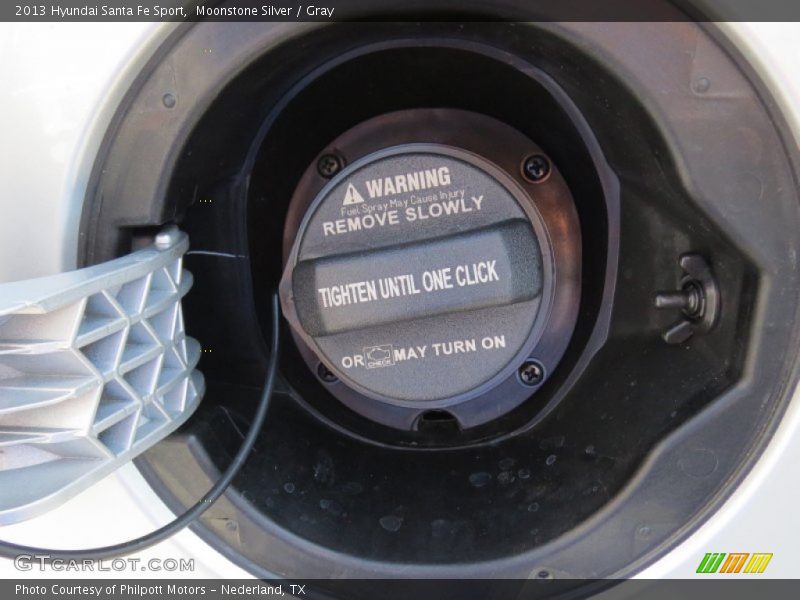 2013 Hyundai Santa Fe Sport, Moonstone Silver / Gray
WARNING
Fuel Spray May Cause Injury
REMOVE SLOWLY
TIGHTEN UNTIL ONE CLICK
OR CHECK MAY TURN ON
GTCARLOT.COM
Photo Courtesy of Philpott Motors - Nederland, TX